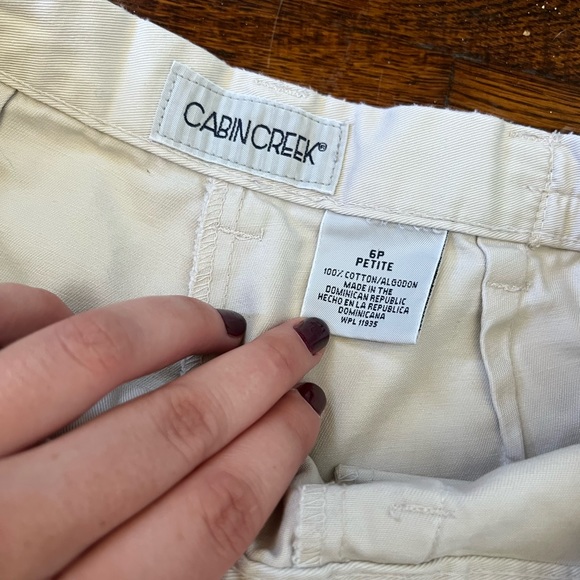 CABIN CREEK®
6P
PETITE
100% COTTON/ALGODON
MADE IN THE
DOMINICAN REPUBLIC
HECHO EN LA REPUBLICA
DOMINICANA
WPL 11935